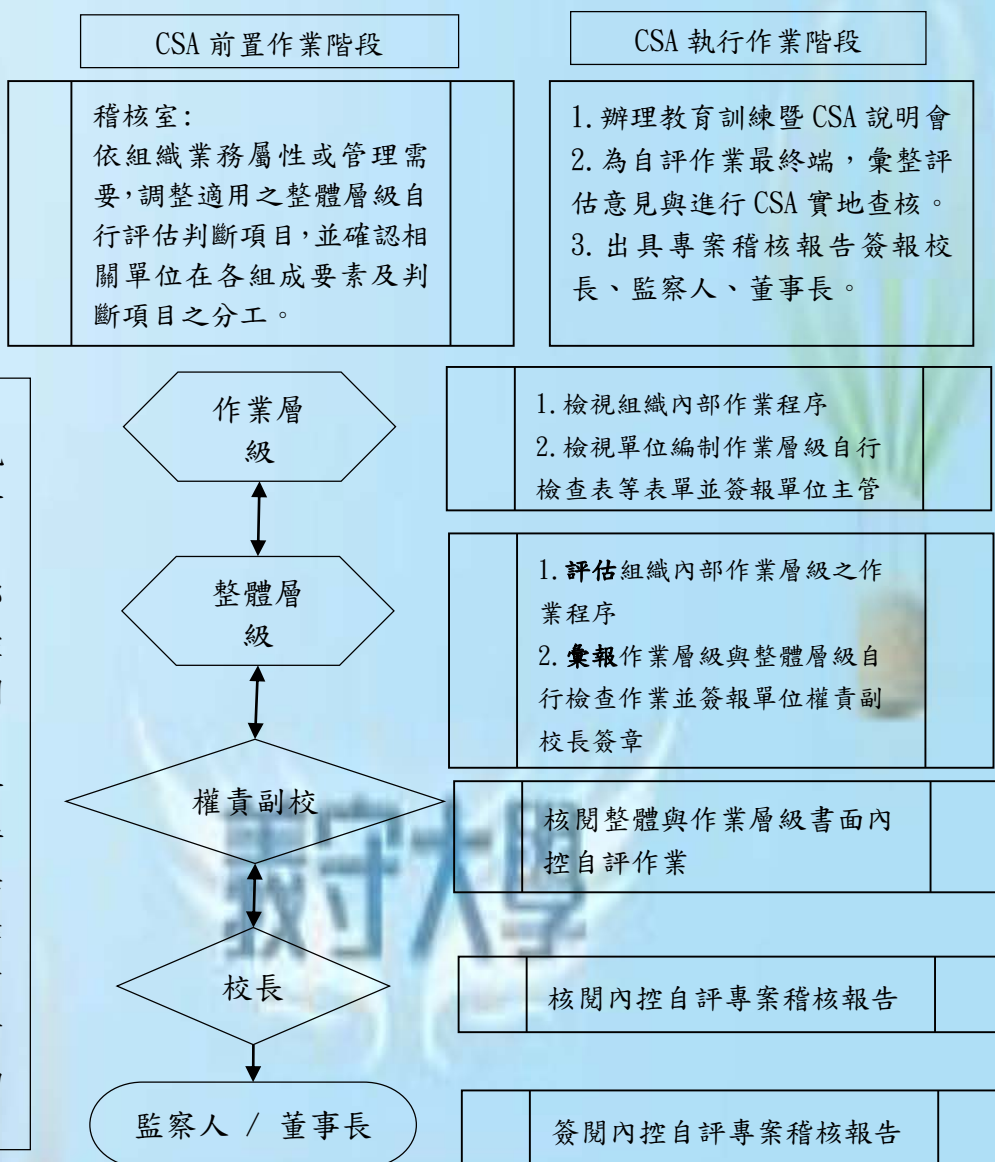 CSA 前置作業階段
CSA 執行作業階段
稽核室:
依組織業務屬性或管理需
要,調整適用之整體層級自
行評估判斷項目,並確認相
關單位在各組成要素及判
斷項目之分工。
1. 辦理教育訓練暨 CSA 說明會
2. 為自評作業最終端,彙整評
估意見與進行 CSA 實地查核。
3. 出具專案稽核報告簽報校
長、監察人、董事長。
作業層
級
1. 檢視組織內部作業程序
2. 檢視單位編制作業層級自行
檢查表等表單並簽報單位主管
整體層
級
1. 評估組織內部作業層級之作
業程序
2. 彙報作業層級與整體層級自
行檢查作業並簽報單位權責副
校長簽章
權責副校
核閱整體與作業層級書面內
控自評作業
義守大學
校長
核閱內控自評專案稽核報告
監察人 / 董事長
簽閱內控自評專案稽核報告